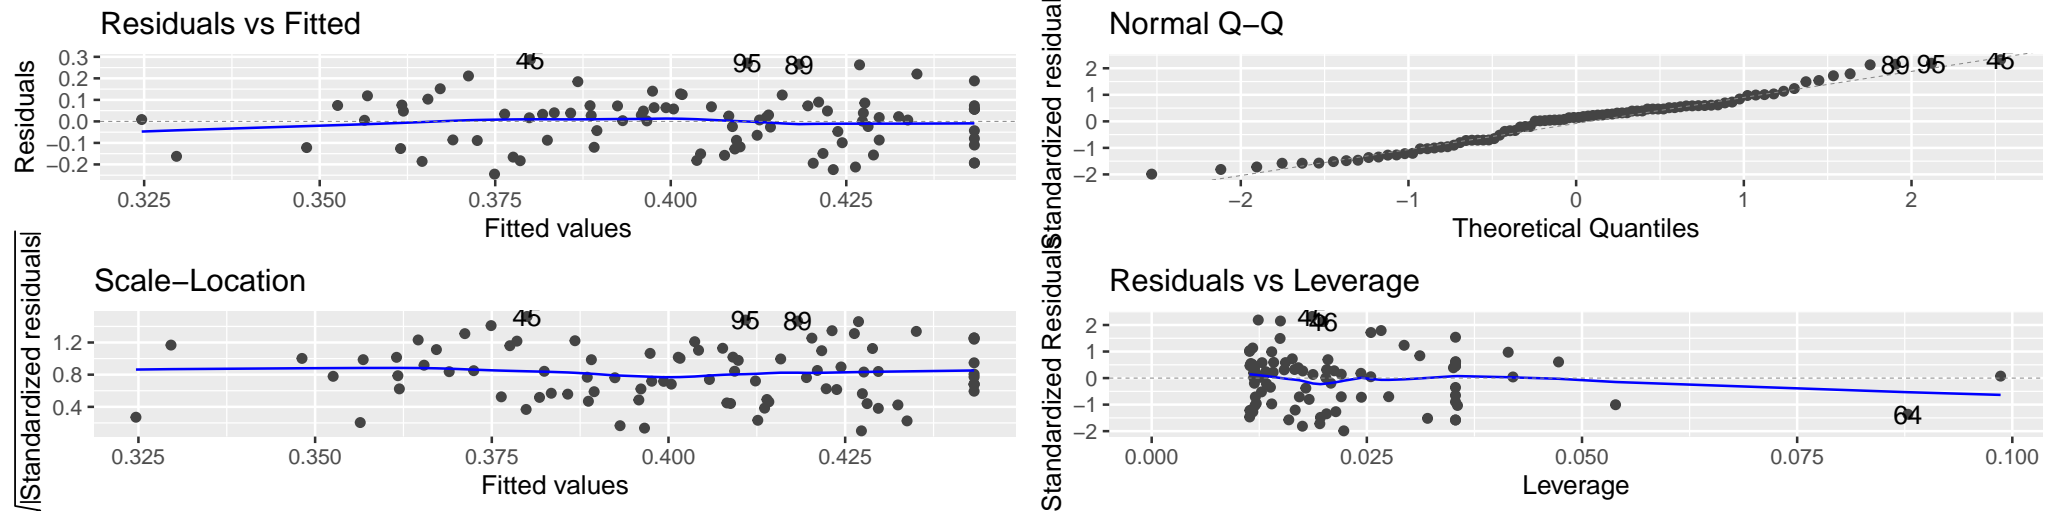 Residuals vs Fitted
Residuals
0.3
0.2
0.1
0.0
−0.1
−0.2
45
95
89
0.325 0.350 0.375 0.400 0.425
Fitted values
Normal Q−Q
Standardized residuals
2
1
0
−1
−2
89 95 45
−2 −1 0 1 2
Theoretical Quantiles
Scale−Location
|Standardized residuals|
1.2
0.8
0.4
45
95
89
0.325 0.350 0.375 0.400 0.425
Fitted values
Residuals vs Leverage
Standardized Residuals
2
1
0
−1
−2
46
64
0.000 0.025 0.050 0.075 0.100
Leverage